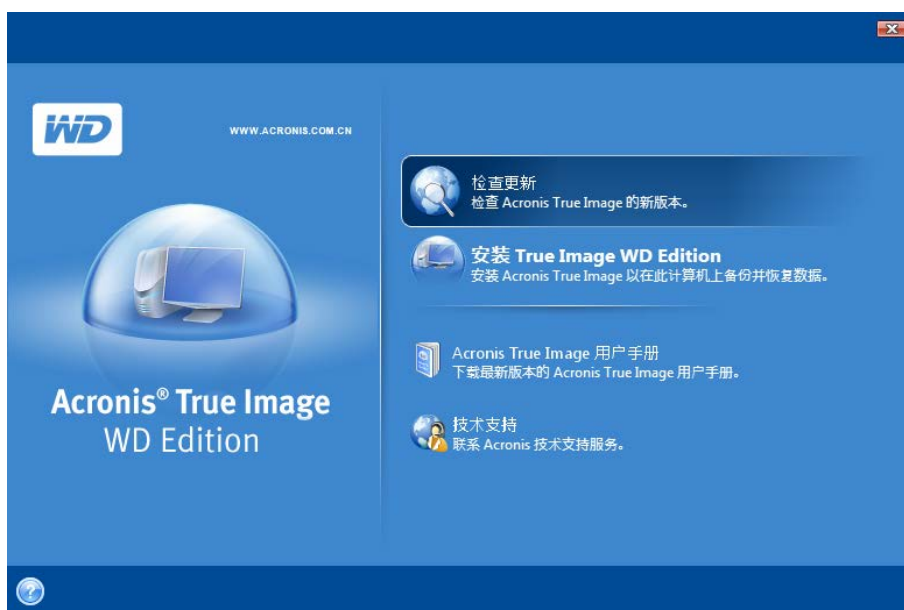 WD
WWW.ACRONIS.COM.CN
Acronis® True Image
WD Edition
检查更新
检查 Acronis True Image 的新版本。
安装 True Image WD Edition
安装 Acronis True Image 以在此计算机上备份并恢复数据。
Acronis True Image 用户手册
下载最新版本的 Acronis True Image 用户手册。
技术支持
联系 Acronis 技术支持服务。
?